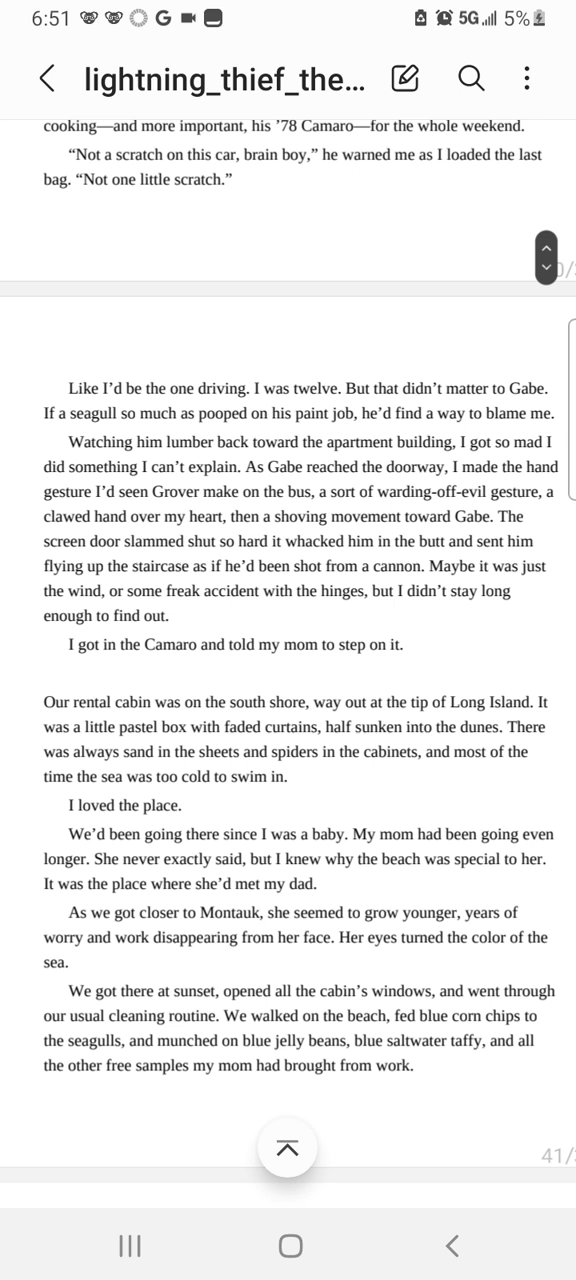 6:51 G 5G 5%
lightning_thief_the...
cooking—and more important, his ’78 Camaro—for the whole weekend.
“Not a scratch on this car, brain boy,” he warned me as I loaded the last
bag. “Not one little scratch.”
0/
Like I’d be the one driving. I was twelve. But that didn’t matter to Gabe.
If a seagull so much as pooped on his paint job, he’d find a way to blame me.
Watching him lumber back toward the apartment building, I got so mad I
did something I can’t explain. As Gabe reached the doorway, I made the hand
gesture I’d seen Grover make on the bus, a sort of warding-off-evil gesture, a
clawed hand over my heart, then a shoving movement toward Gabe. The
screen door slammed shut so hard it whacked him in the butt and sent him
flying up the staircase as if he’d been shot from a cannon. Maybe it was just
the wind, or some freak accident with the hinges, but I didn’t stay long
enough to find out.
I got in the Camaro and told my mom to step on it.
Our rental cabin was on the south shore, way out at the tip of Long Island. It
was a little pastel box with faded curtains, half sunken into the dunes. There
was always sand in the sheets and spiders in the cabinets, and most of the
time the sea was too cold to swim in.
I loved the place.
We’d been going there since I was a baby. My mom had been going even
longer. She never exactly said, but I knew why the beach was special to her.
It was the place where she’d met my dad.
As we got closer to Montauk, she seemed to grow younger, years of
worry and work disappearing from her face. Her eyes turned the color of the
sea.
We got there at sunset, opened all the cabin’s windows, and went through
our usual cleaning routine. We walked on the beach, fed blue corn chips to
the seagulls, and munched on blue jelly beans, blue saltwater taffy, and all
the other free samples my mom had brought from work.
41/